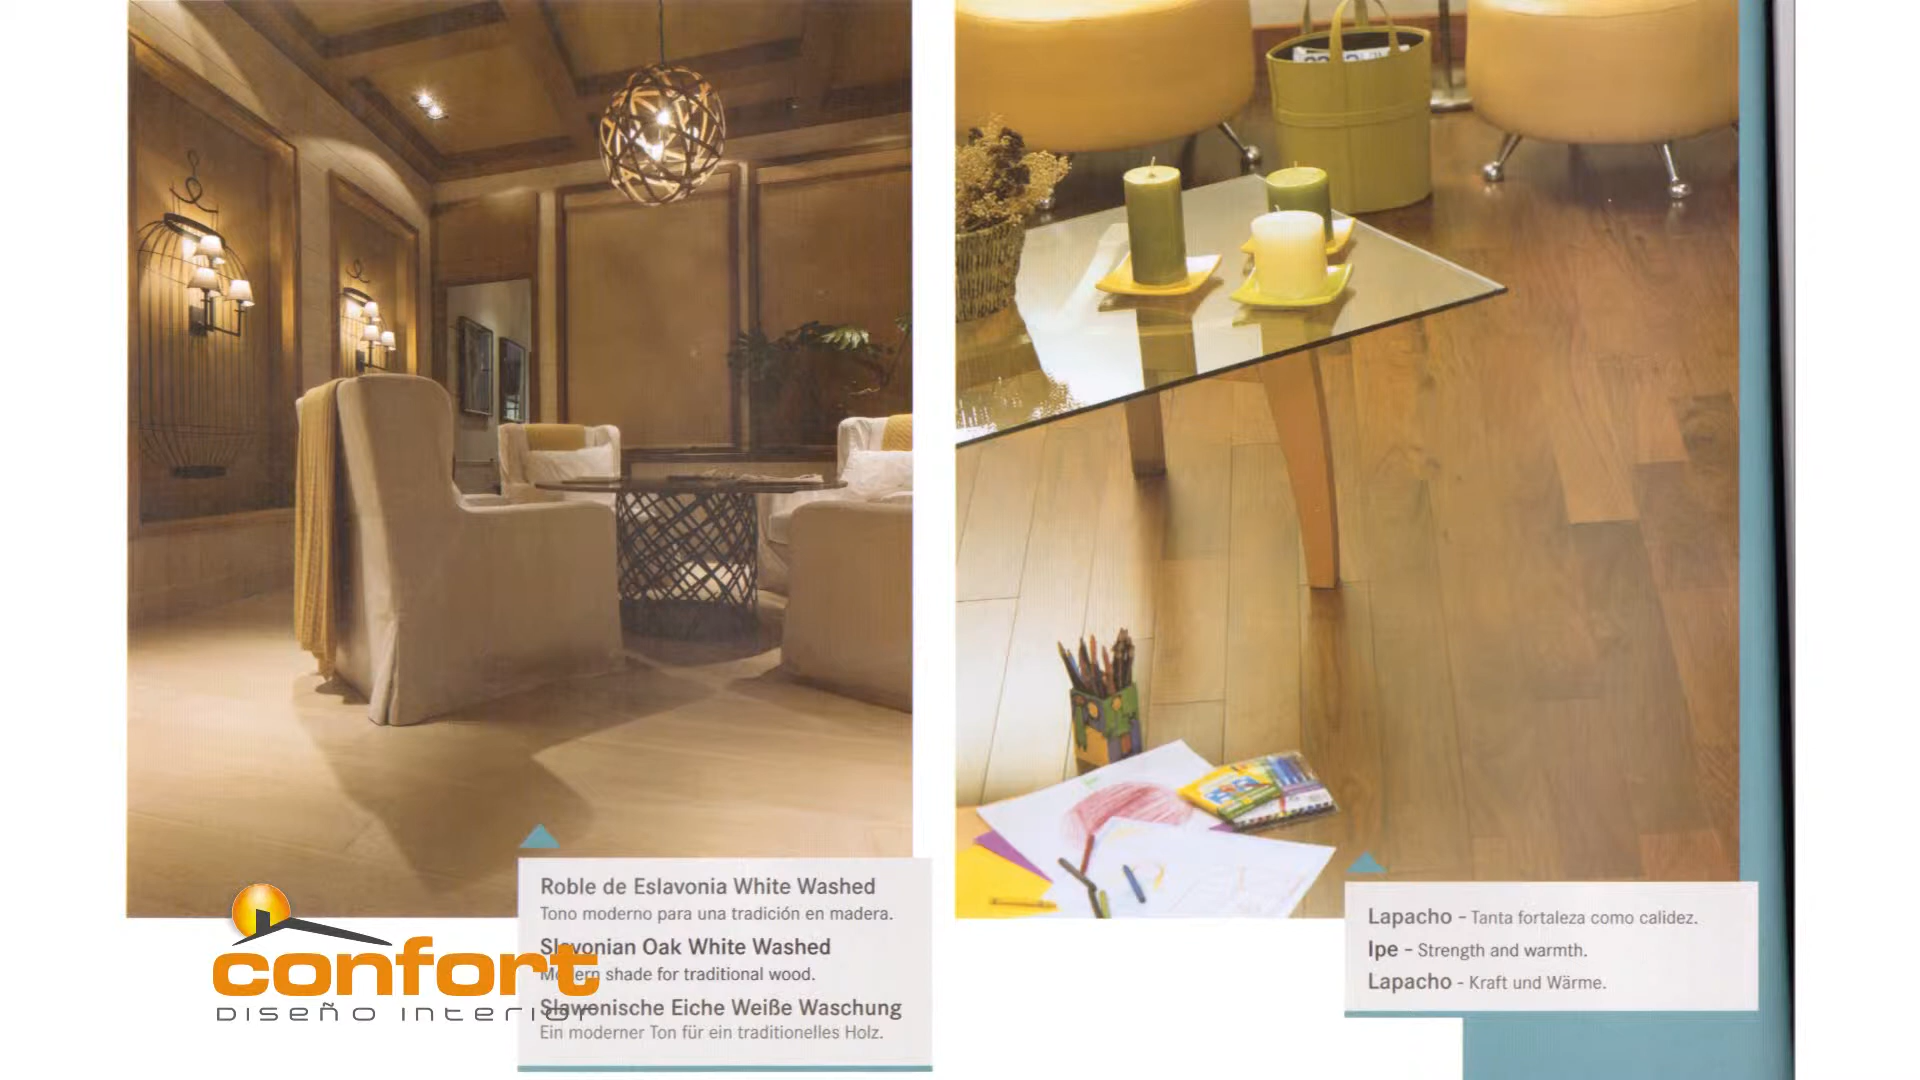 Roble de Eslavonia White Washed
Tono moderno para una tradición en madera.
Slavonian Oak White Washed
Modern shade for traditional wood.
Slawonische Eiche Weiße Waschung
Ein moderner Ton für ein traditionelles Holz.
confort
DISEÑO INTERIOR
Lapacho - Tanta fortaleza como calidez.
Ipe - Strength and warmth.
Lapacho - Kraft und Wärme.